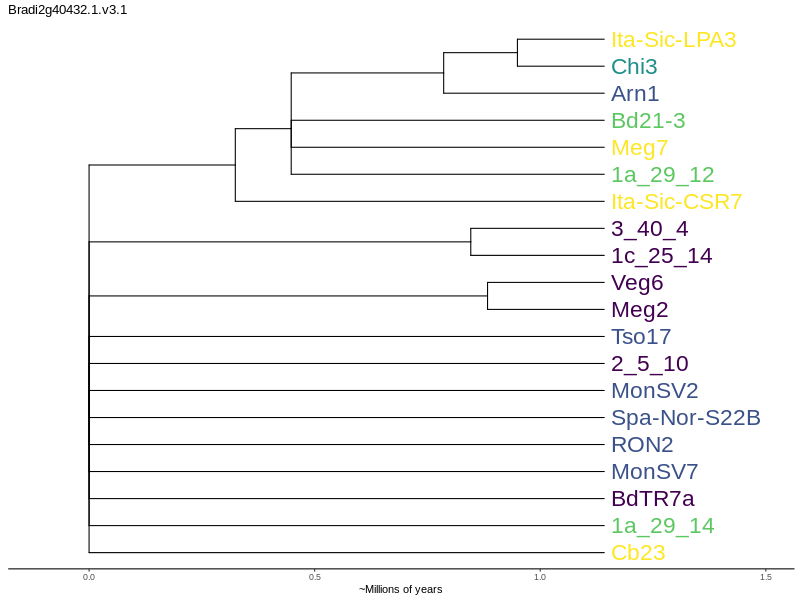 Bradi2g40432.1.v3.1
Ita-Sic-LPA3
Chi3
Arn1
Bd21-3
Meg7
1a_29_12
Ita-Sic-CSR7
3_40_4
1c_25_14
Veg6
Meg2
Tso17
2_5_10
MonSV2
Spa-Nor-S22B
RON2
MonSV7
BdTR7a
1a_29_14
Cb23
0.0 0.5 1.0 1.5
~Millions of years